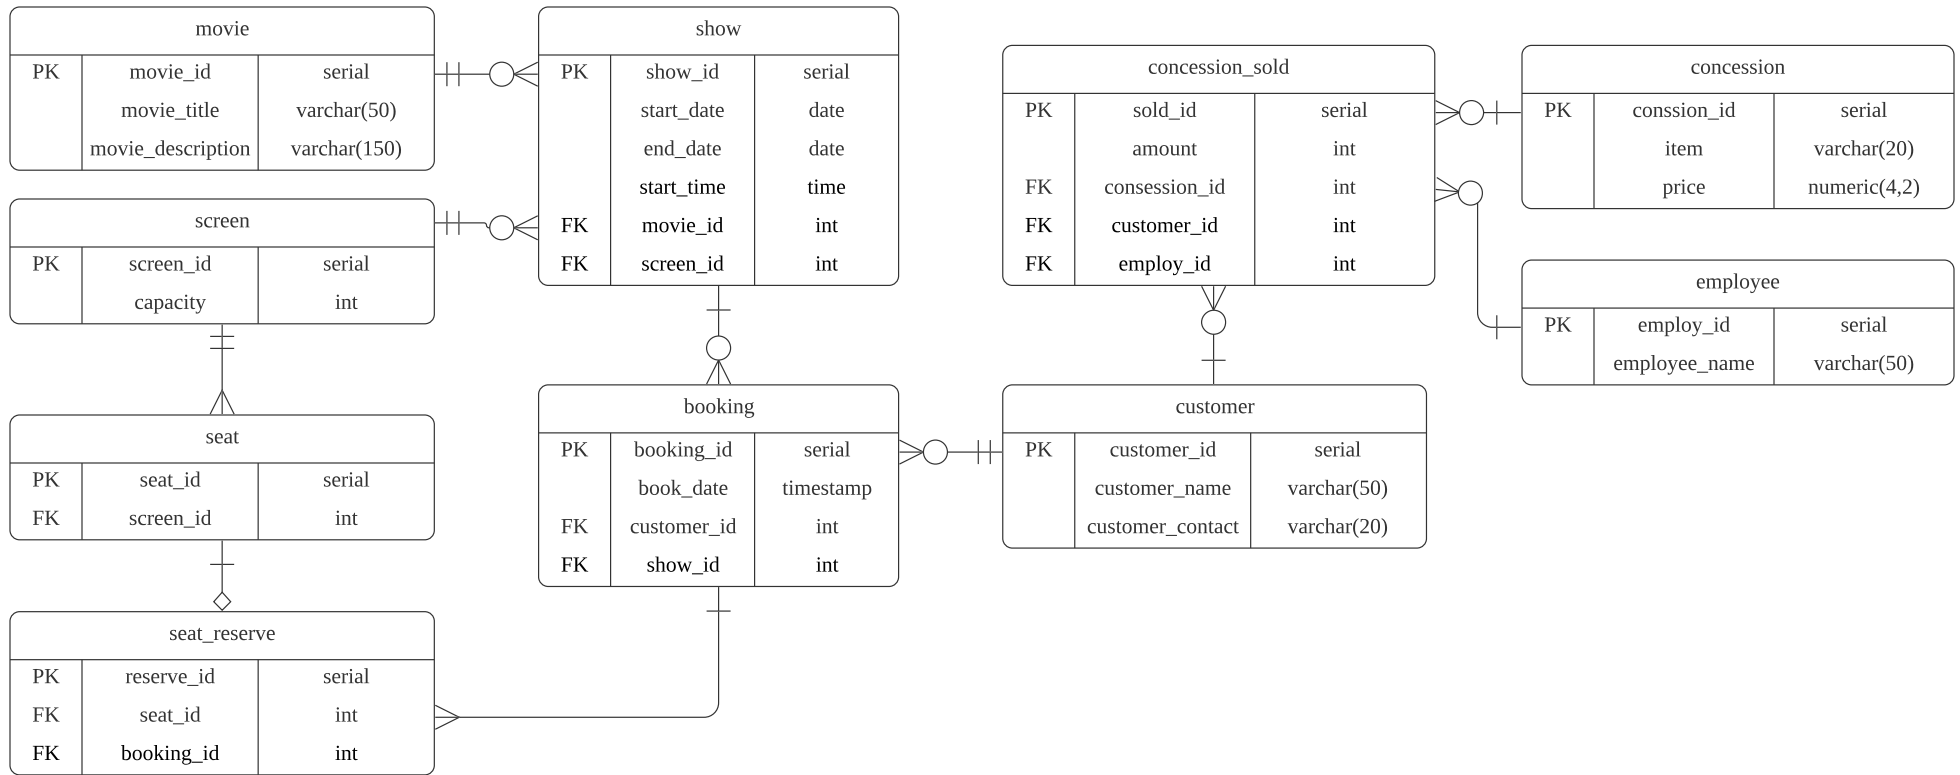 movie
PK movie_id serial
movie_title varchar(50)
movie_description varchar(150)
screen
PK screen_id serial
capacity int
seat
PK seat_id serial
FK screen_id int
seat_reserve
PK reserve_id serial
FK seat_id int
FK booking_id int
show
PK show_id serial
start_date date
end_date date
start_time time
FK movie_id int
FK screen_id int
booking
PK booking_id serial
book_date timestamp
FK customer_id int
FK show_id int
concession_sold
PK sold_id serial
amount int
FK consession_id int
FK customer_id int
FK employ_id int
customer
PK customer_id serial
customer_name varchar(50)
customer_contact varchar(20)
concession
PK conssion_id serial
item varchar(20)
price numeric(4,2)
employee
PK employ_id serial
employee_name varchar(50)